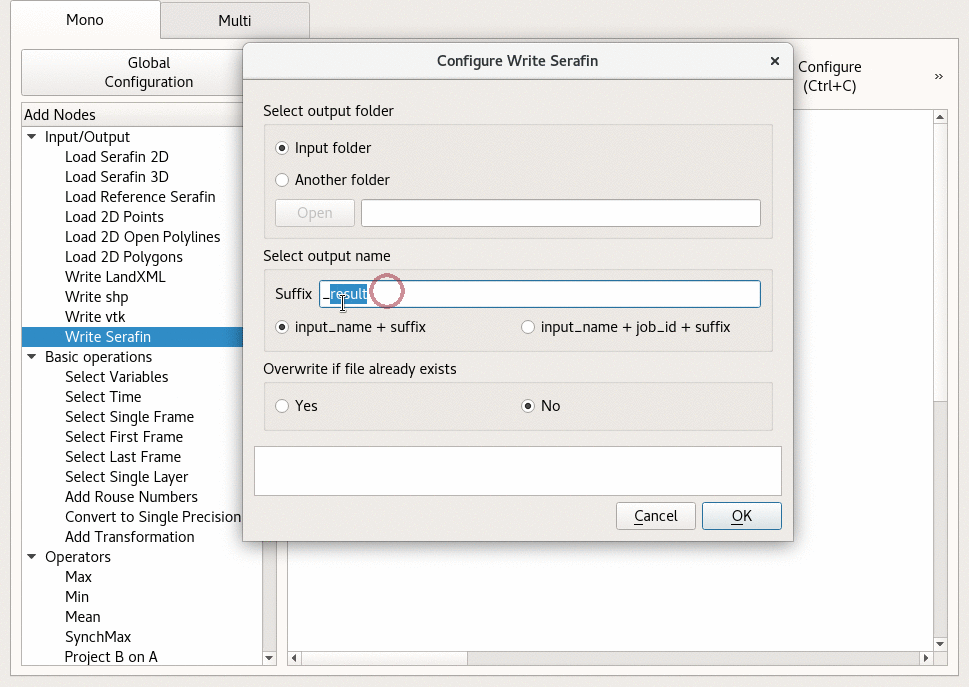 Mono
Multi
Global
Configuration
Configure
(Ctrl+C)
»
Add Nodes
Input/Output
Load Serafin 2D
Load Serafin 3D
Load Reference Serafin
Load 2D Points
Load 2D Open Polylines
Load 2D Polygons
Write LandXML
Write shp
Write vtk
Write Serafin
Basic operations
Select Variables
Select Time
Select Single Frame
Select First Frame
Select Last Frame
Select Single Layer
Add Rouse Numbers
Convert to Single Precision
Add Transformation
Operators
Max
Min
Mean
SynchMax
Project B on A
Configure Write Serafin
Select output folder
Input folder
Another folder
Open
Select output name
Suffix _result
input_name + suffix
input_name + job_id + suffix
Overwrite if file already exists
Yes
No
Cancel
OK